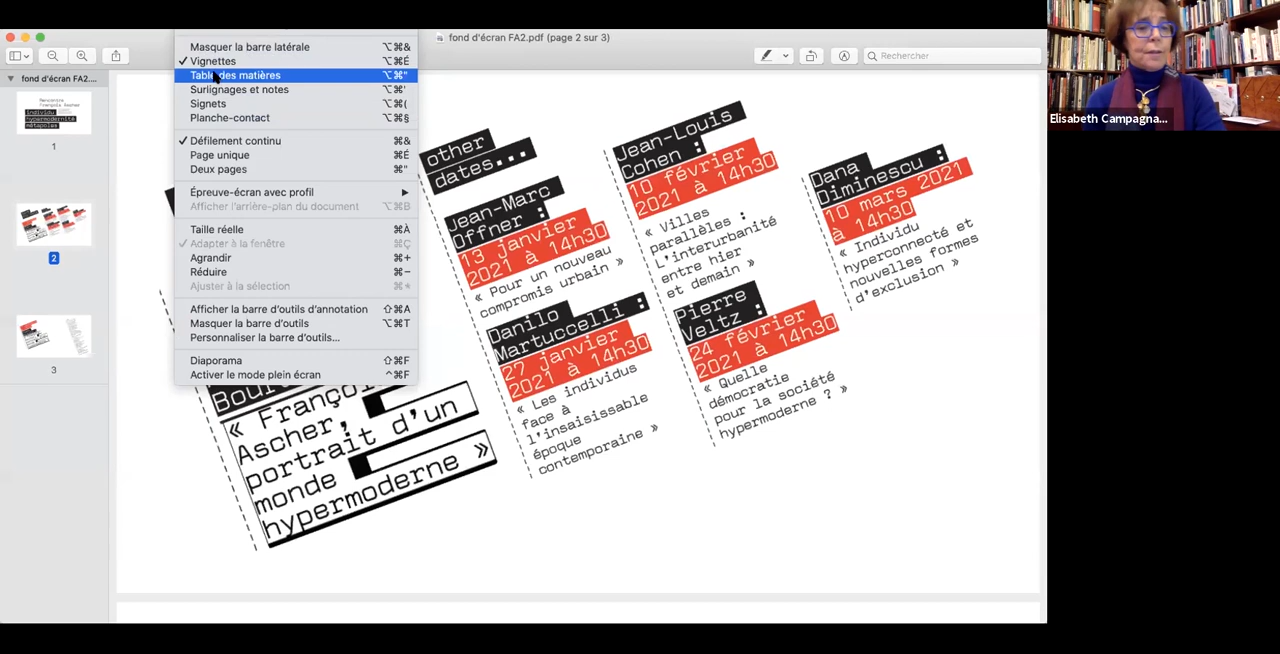 fond d'écran FA2.pdf (page 2 sur 3)
Rechercher
Elisabeth Campagna...
fond d'écran FA2....
Rencontre
François Ascher
individu
hypermodernité
métapoles
1
2
3
Masquer la barre latérale ⌥⌘&
✓ Vignettes ⌥⌘É
Table des matières ⌥⌘"
Surlignages et notes ⌥⌘'
Signets ⌥⌘(
Planche-contact ⌥⌘§
✓ Défilement continu ⌘&
Page unique ⌘É
Deux pages ⌘"
Épreuve-écran avec profil
Afficher l'arrière-plan du document ⌥⌘B
Taille réelle ⌘À
✓ Adapter à la fenêtre ⌘Ç
Agrandir ⌘+
Réduire ⌘−
Ajuster à la sélection ⌘*
Afficher la barre d'outils d'annotation ⇧⌘A
Masquer la barre d'outils ⌥⌘T
Personnaliser la barre d'outils...
Diaporama ⇧⌘F
Activer le mode plein écran ^⌘F
« Franço
Ascher,
portrait d'un
monde
hypermoderne »
other
dates...
Jean-Marc
Offner :
13 janvier
2021 à 14h30
« Pour un nouveau
compromis urbain »
Danilo
Martuccelli :
27 janvier
2021 à 14h30
« Les individus
face à
l'insaisissable
époque
contemporaine »
Jean-Louis
Cohen :
10 février
2021 à 14h30
« Villes
parallèles :
L'interurbanité
entre hier
et demain »
Pierre
Veltz :
24 février
2021 à 14h30
« Quelle
démocratie
pour la société
hypermoderne ? »
Dana
Diminesou :
10 mars 2021
à 14h30
« Individu
hyperconnecté et
nouvelles formes
d'exclusion »